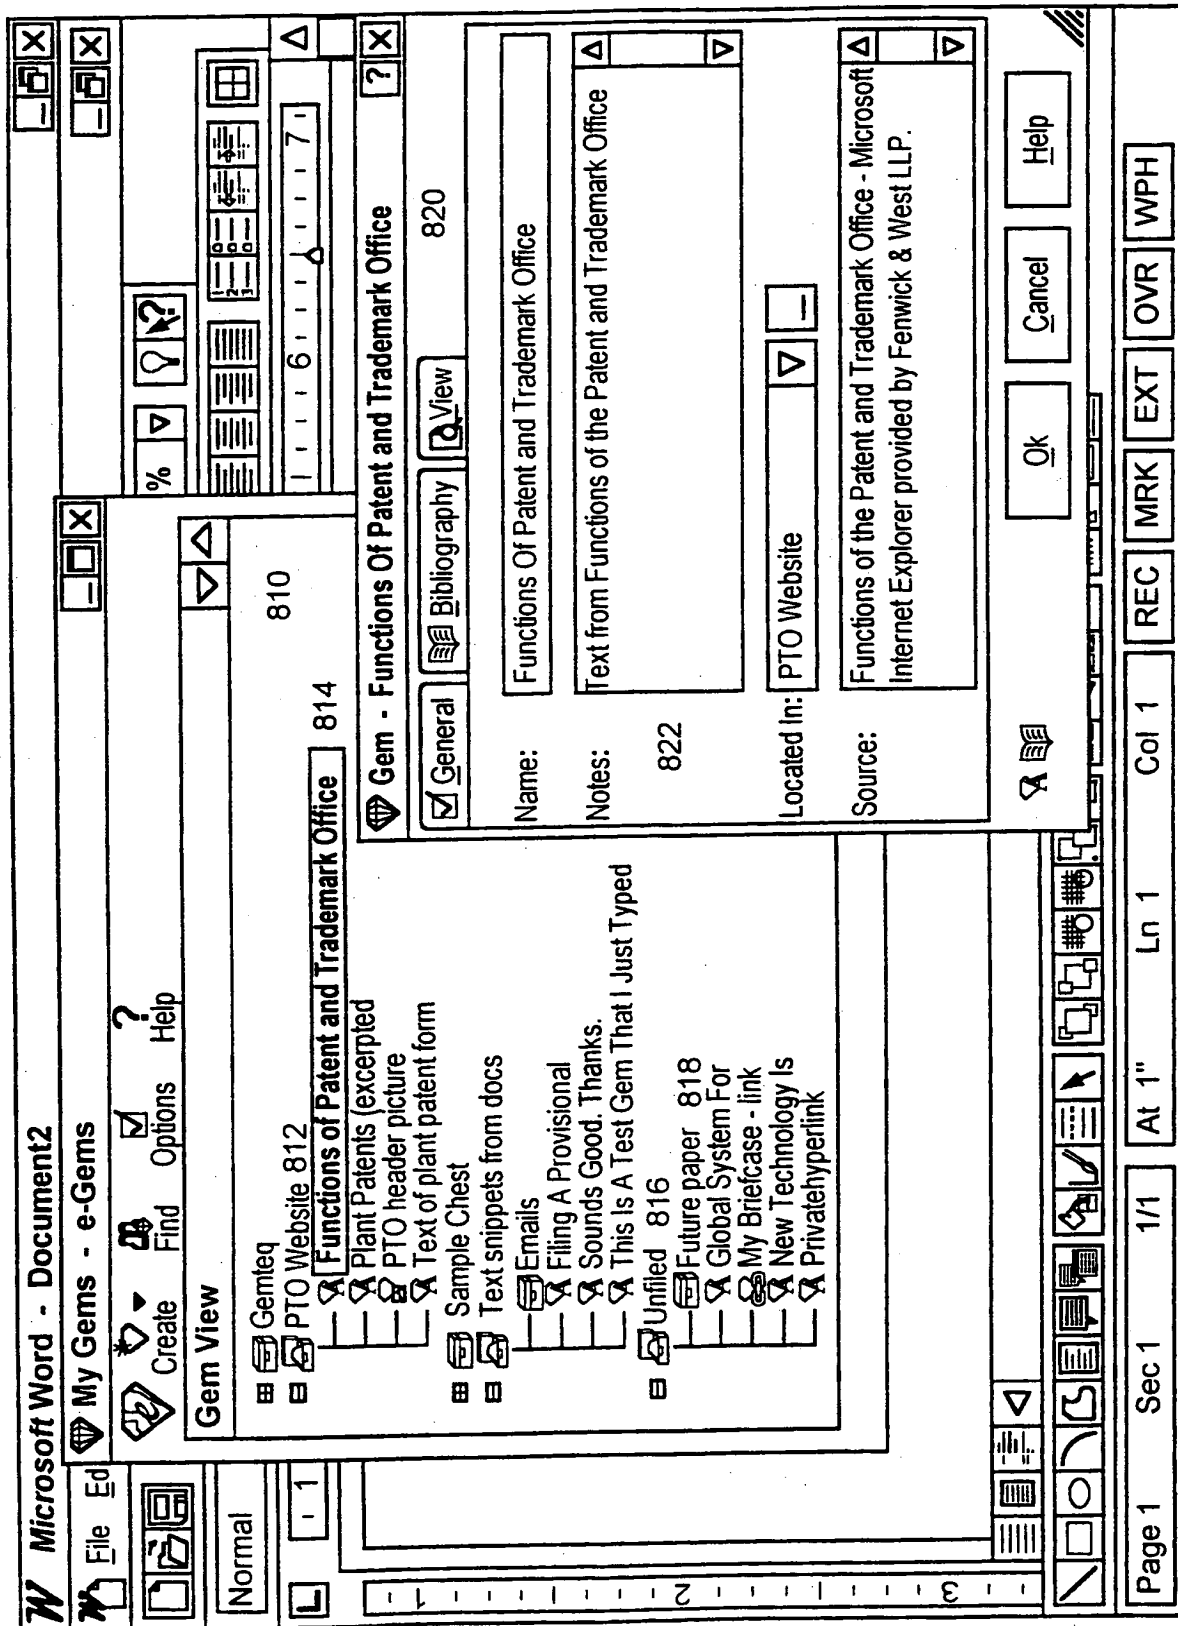 W Microsoft Word - Document2
My Gems - e-Gems
File Ed
Create Find Options Help
?
%
Normal
Gem View
810
Gemteq
PTO Website 812
Functions of Patent and Trademark Office 814
Plant Patents (excerpted
PTO header picture
Text of plant patent form
Sample Chest
Text snippets from docs
Emails
Filing A Provisional
Sounds Good. Thanks.
This Is A Test Gem That I Just Typed
Unfiled 816
Future paper 818
Global System For
My Briefcase - link
New Technology Is
Privatehyperlink
L
1
6 7
1
2
3
Gem - Functions Of Patent and Trademark Office
?
General Bibliography View
820
Name: Functions Of Patent and Trademark Office
Notes: Text from Functions of the Patent and Trademark Office
822
Located In: PTO Website
Source: Functions of the Patent and Trademark Office - Microsoft
Internet Explorer provided by Fenwick & West LLP.
Ok Cancel Help
Page 1 Sec 1 1/1 At 1" Ln 1 Col 1 REC MRK EXT OVR WPH